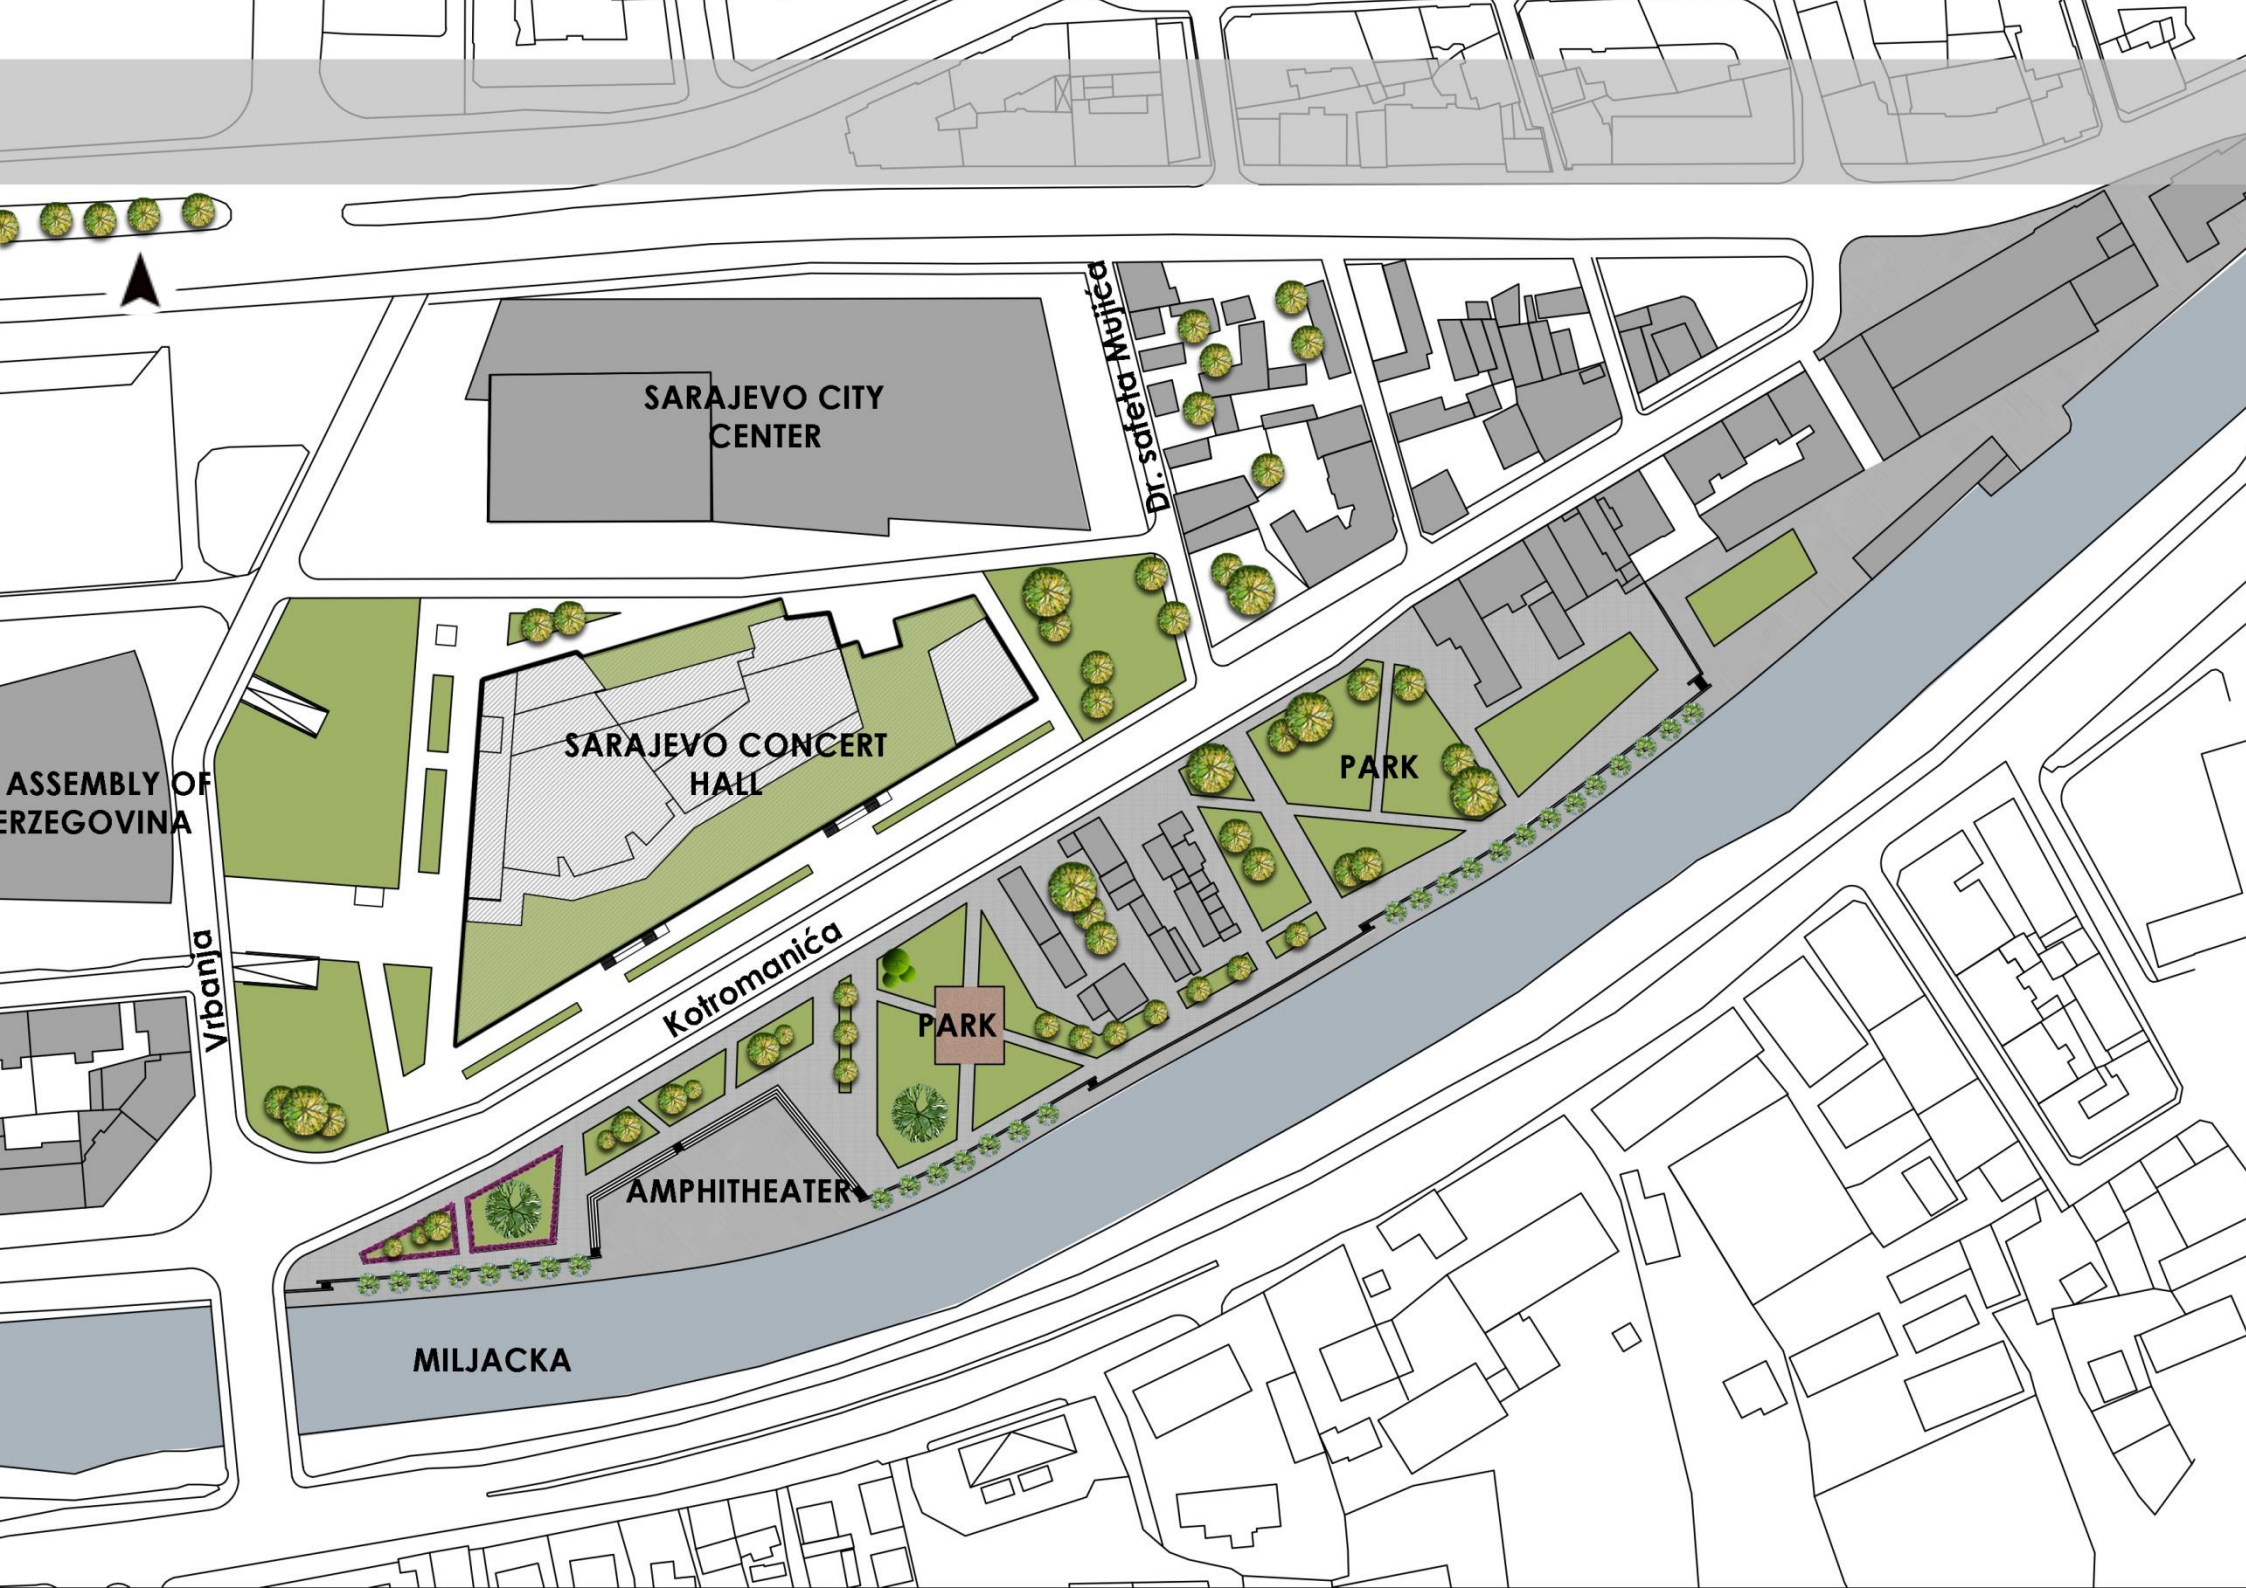 Dr. safeta Mujića
SARAJEVO CITY
CENTER
SARAJEVO CONCERT
HALL
PARK
ASSEMBLY OF
ERZEGOVINA
Vrbanja
Kotromanića
PARK
AMPHITHEATER
MILJACKA